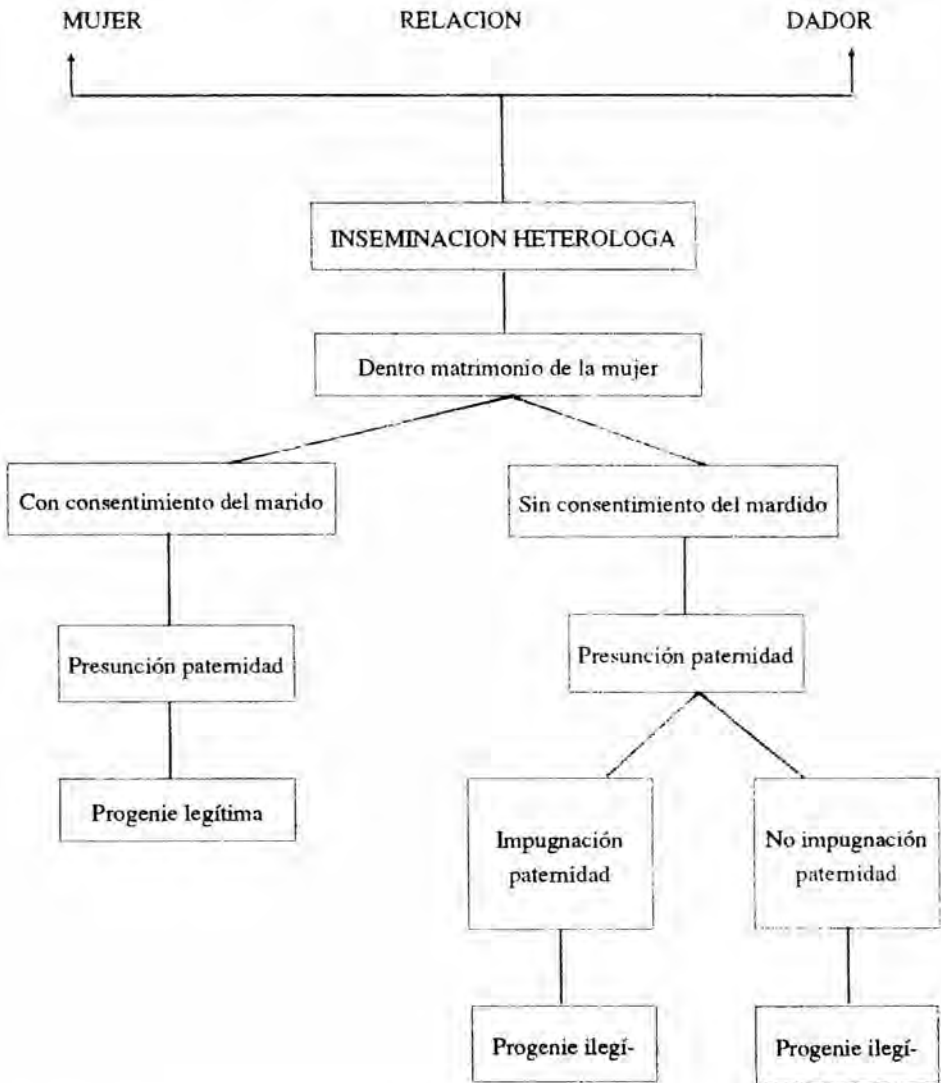 MUJER RELACION DADOR
INSEMINACION HETEROLOGA
Dentro matrimonio de la mujer
Con consentimiento del marido
Sin consentimiento del mardido
Presunción paternidad
Presunción paternidad
Progenie legítima
Impugnación
paternidad
No impugnación
paternidad
Progenie ilegí-
Progenie ilegí-